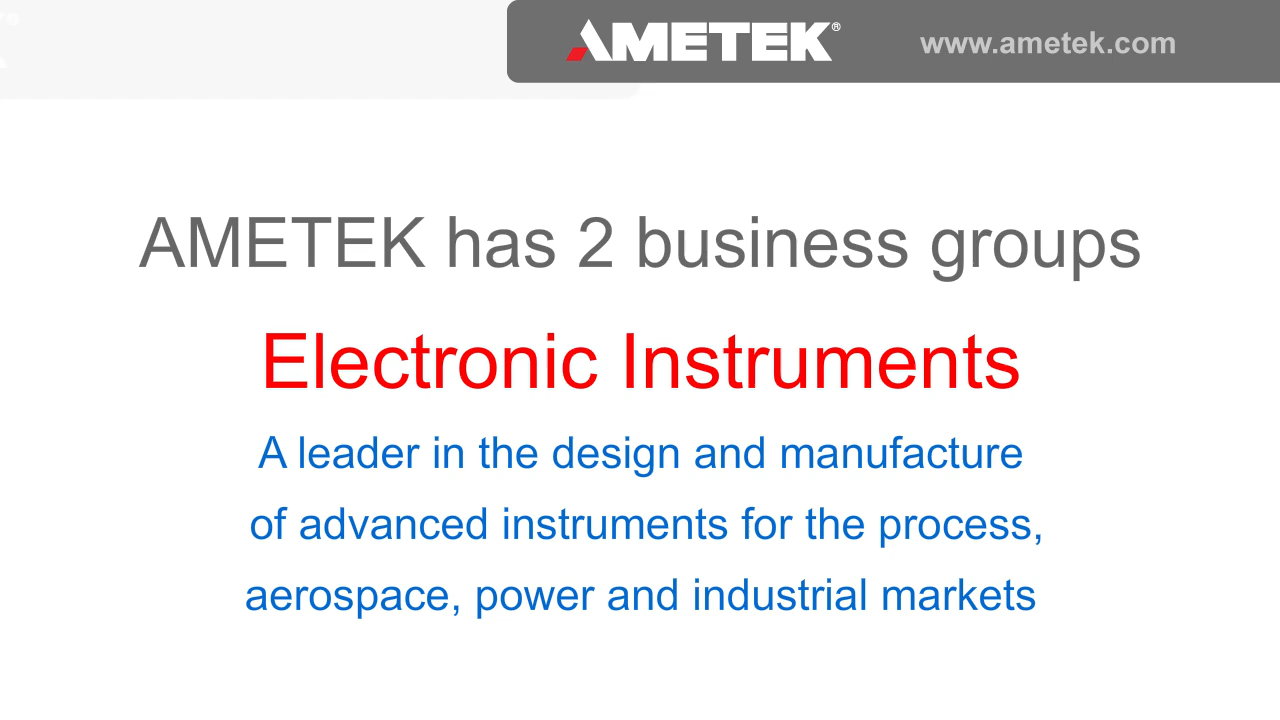 AMETEK®
www.ametek.com
AMETEK has 2 business groups
Electronic Instruments
A leader in the design and manufacture
of advanced instruments for the process,
aerospace, power and industrial markets